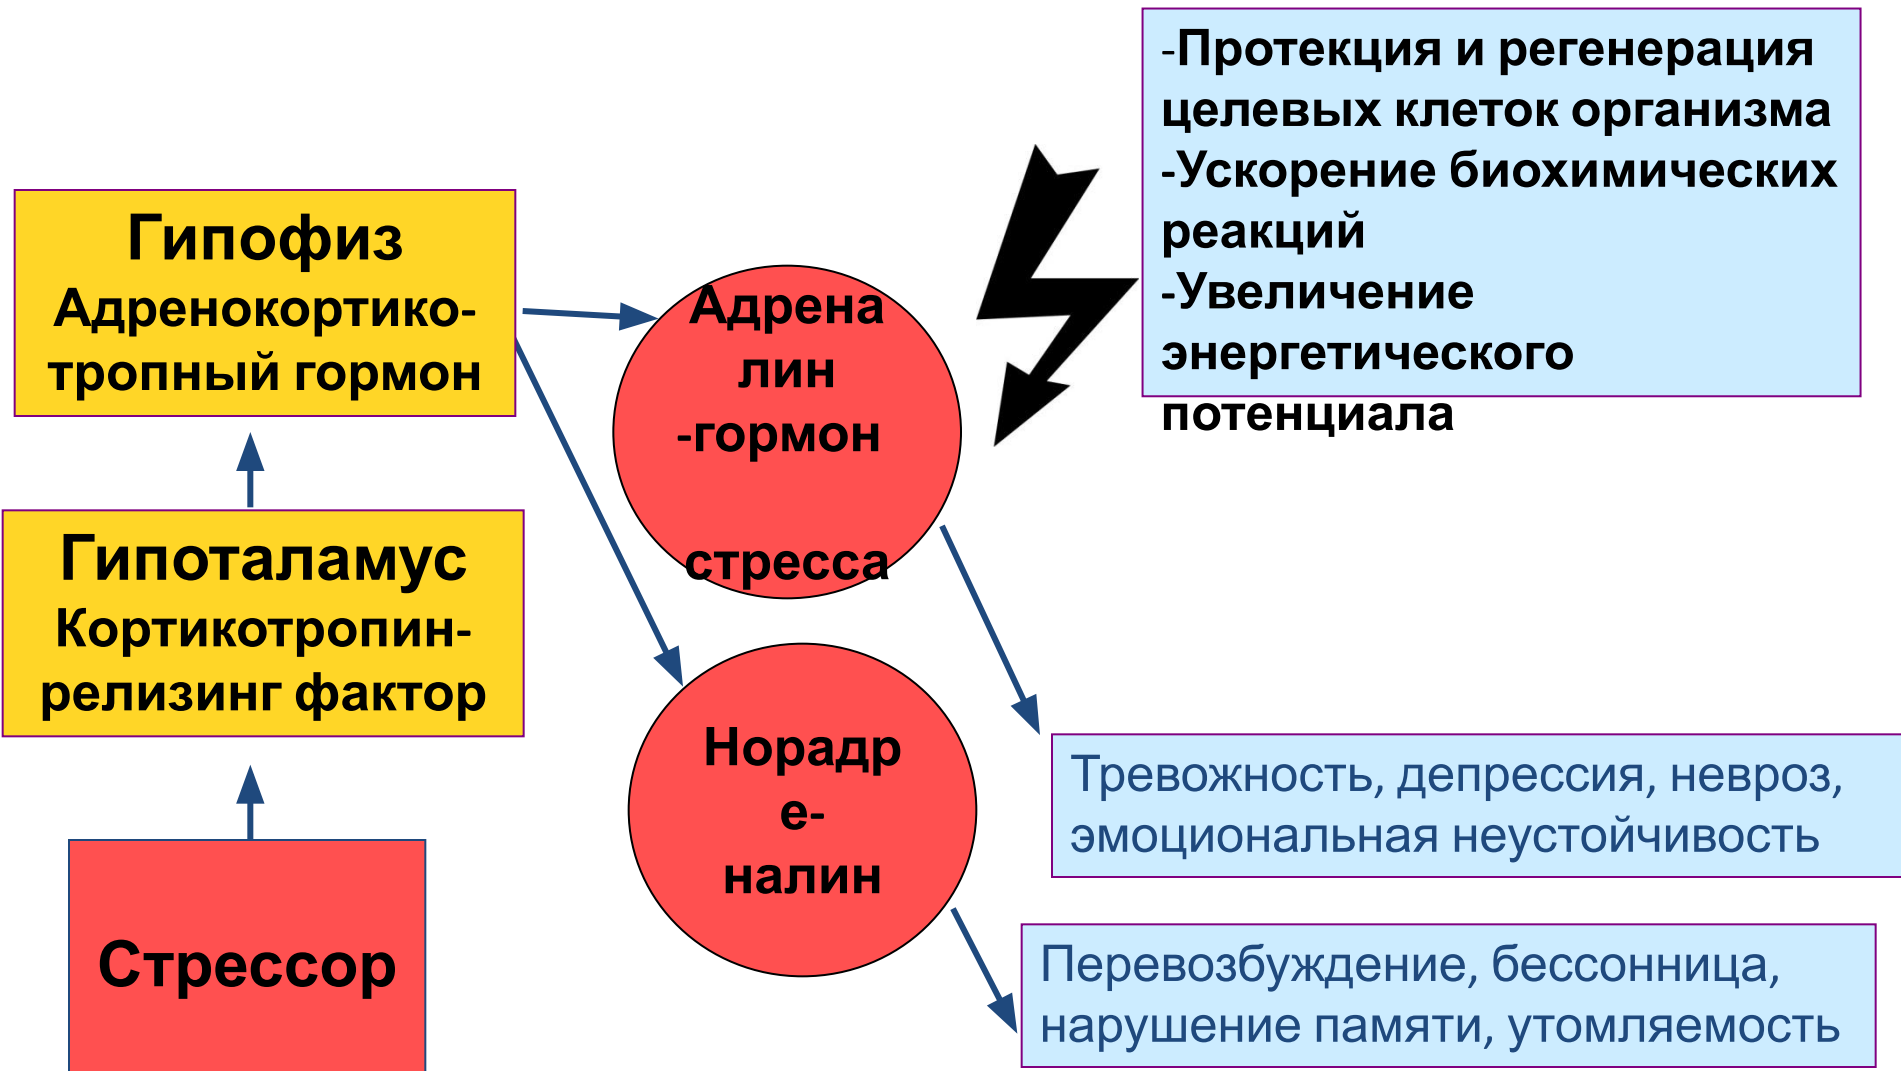 -Протекция и регенерация
целевых клеток организма
-Ускорение биохимических
реакций
-Увеличение
энергетического
потенциала
Гипофиз
Адренокортико-
тропный гормон
Адрена
лин
-гормон
стресса
Гипоталамус
Кортикотропин-
релизинг фактор
Норадр
е-
налин
Тревожность, депрессия, невроз,
эмоциональная неустойчивость
Стрессор
Перевозбуждение, бессонница,
нарушение памяти, утомляемость